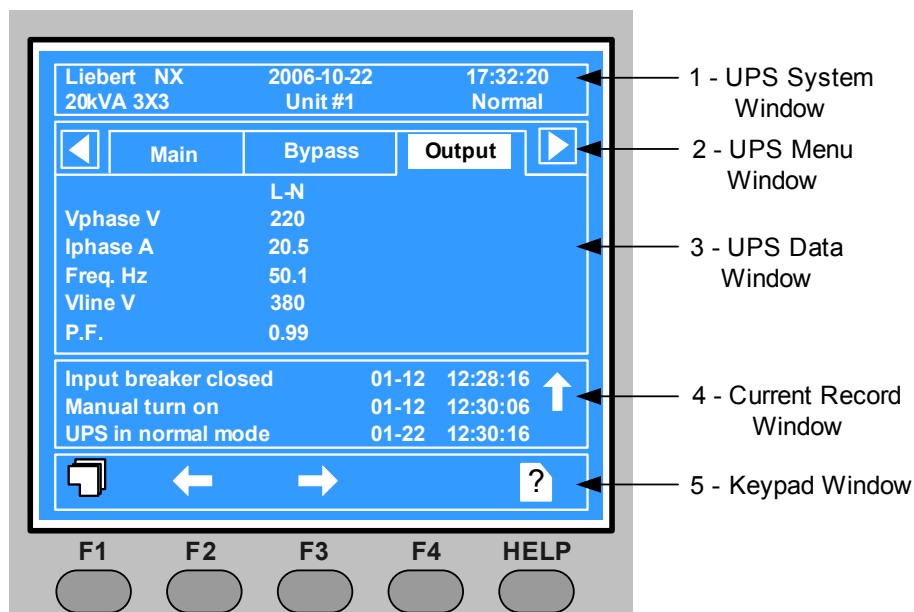 Liebert NX 2006-10-22 17:32:20
20kVA 3X3 Unit #1 Normal
Main Bypass Output
L-N
Vphase V 220
Iphase A 20.5
Freq. Hz 50.1
Vline V 380
P.F. 0.99
Input breaker closed 01-12 12:28:16
Manual turn on 01-12 12:30:06
UPS in normal mode 01-22 12:30:16
?
F1 F2 F3 F4 HELP
1 - UPS System
Window
2 - UPS Menu
Window
3 - UPS Data
Window
4 - Current Record
Window
5 - Keypad Window